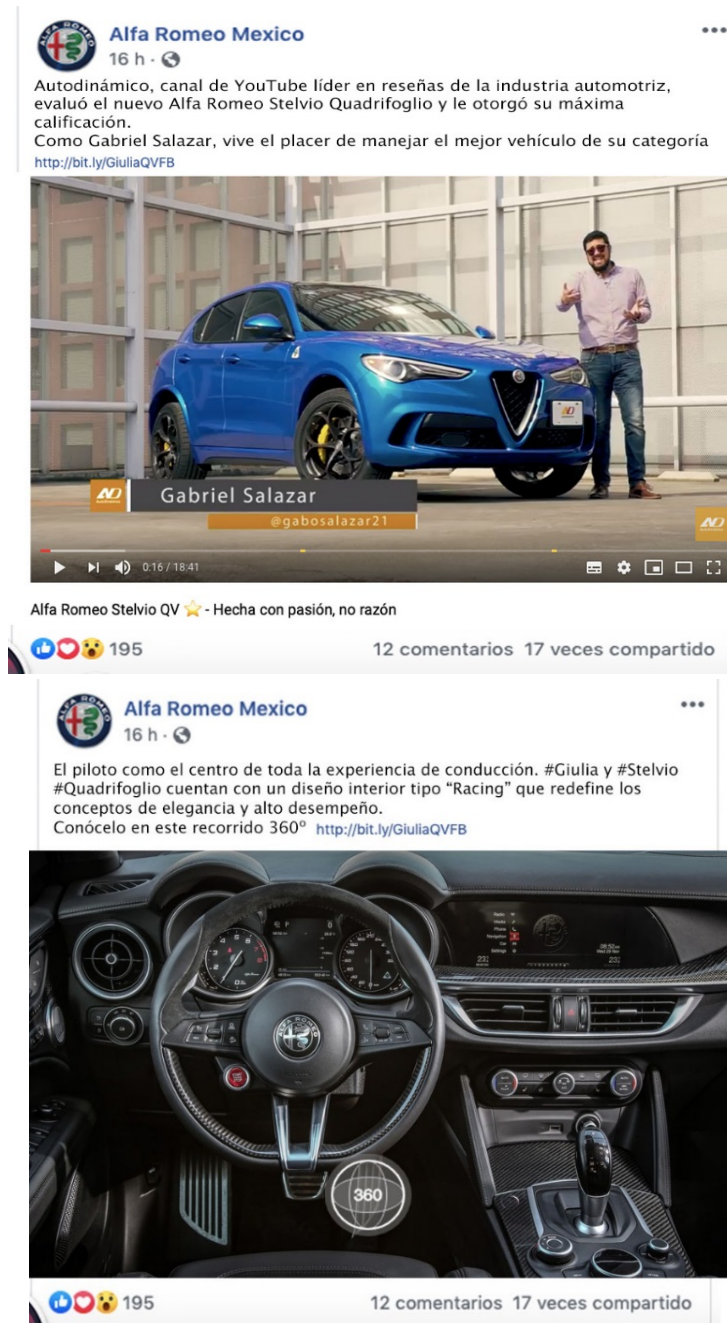 Alfa Romeo Mexico
16 h ·
Autodinámico, canal de YouTube líder en reseñas de la industria automotriz,
evaluó el nuevo Alfa Romeo Stelvio Quadrifoglio y le otorgó su máxima
calificación.
Como Gabriel Salazar, vive el placer de manejar el mejor vehículo de su categoría
http://bit.ly/GiuliaQVFB
Gabriel Salazar
@gabosalazar21
0:16 / 18:41
Alfa Romeo Stelvio QV ⭐ - Hecha con pasión, no razón
195
12 comentarios 17 veces compartido
Alfa Romeo Mexico
16 h ·
El piloto como el centro de toda la experiencia de conducción. #Giulia y #Stelvio
#Quadrifoglio cuentan con un diseño interior tipo “Racing” que redefine los
conceptos de elegancia y alto desempeño.
Conócelo en este recorrido 360° http://bit.ly/GiuliaQVFB
360
195
12 comentarios 17 veces compartido